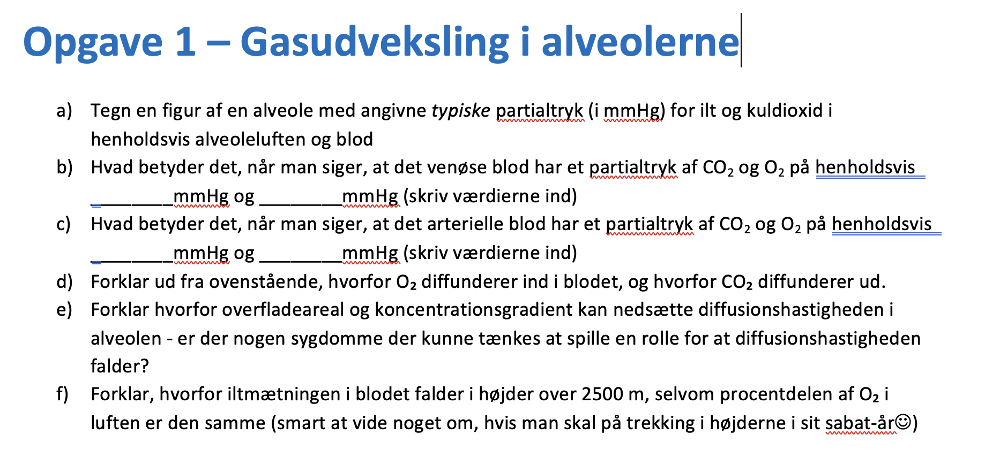 Opgave 1 – Gasudveksling i alveolerne
a) Tegn en figur af en alveole med angivne typiske partialtryk (i mmHg) for ilt og kuldioxid i
henholdsvis alveoleluften og blod
b) Hvad betyder det, når man siger, at det venøse blod har et partialtryk af CO₂ og O₂ på henholdsvis
________mmHg og ________mmHg (skriv værdierne ind)
c) Hvad betyder det, når man siger, at det arterielle blod har et partialtryk af CO₂ og O₂ på henholdsvis
________mmHg og ________mmHg (skriv værdierne ind)
d) Forklar ud fra ovenstående, hvorfor O₂ diffunderer ind i blodet, og hvorfor CO₂ diffunderer ud.
e) Forklar hvorfor overfladeareal og koncentrationsgradient kan nedsætte diffusionshastigheden i
alveolen - er der nogen sygdomme der kunne tænkes at spille en rolle for at diffusionshastigheden
falder?
f) Forklar, hvorfor iltmætningen i blodet falder i højder over 2500 m, selvom procentdelen af O₂ i
luften er den samme (smart at vide noget om, hvis man skal på trekking i højderne i sit sabat-år☺)